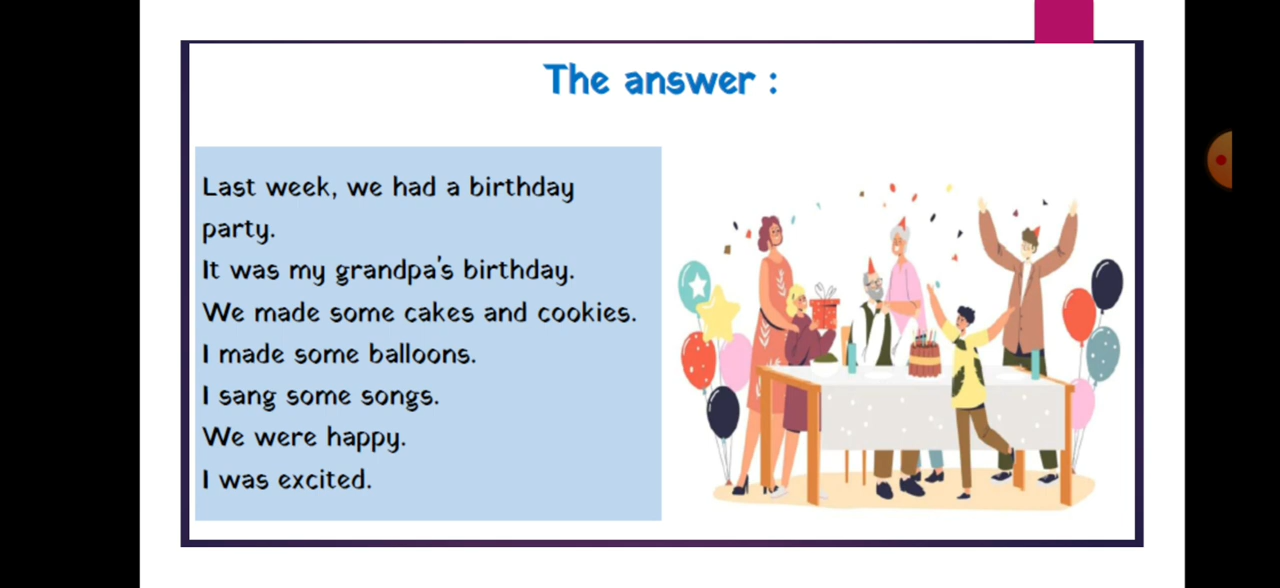 The answer :
Last week, we had a birthday
party.
It was my grandpa's birthday.
We made some cakes and cookies.
I made some balloons.
I sang some songs.
We were happy.
I was excited.